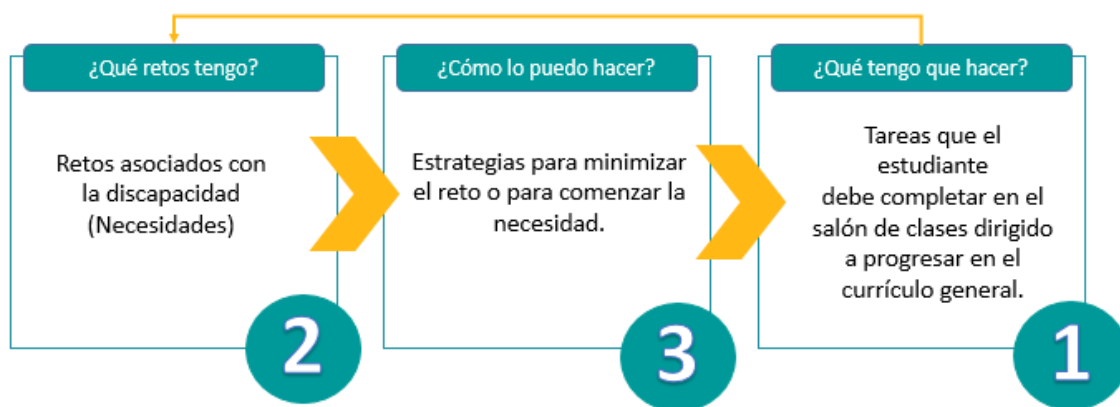 ¿Qué retos tengo?
Retos asociados con
la discapacidad
(Necesidades)
2
¿Cómo lo puedo hacer?
Estrategias para minimizar
el reto o para comenzar la
necesidad.
3
¿Qué tengo que hacer?
Tareas que el
estudiante
debe completar en el
salón de clases dirigido
a progresar en el
currículo general.
1